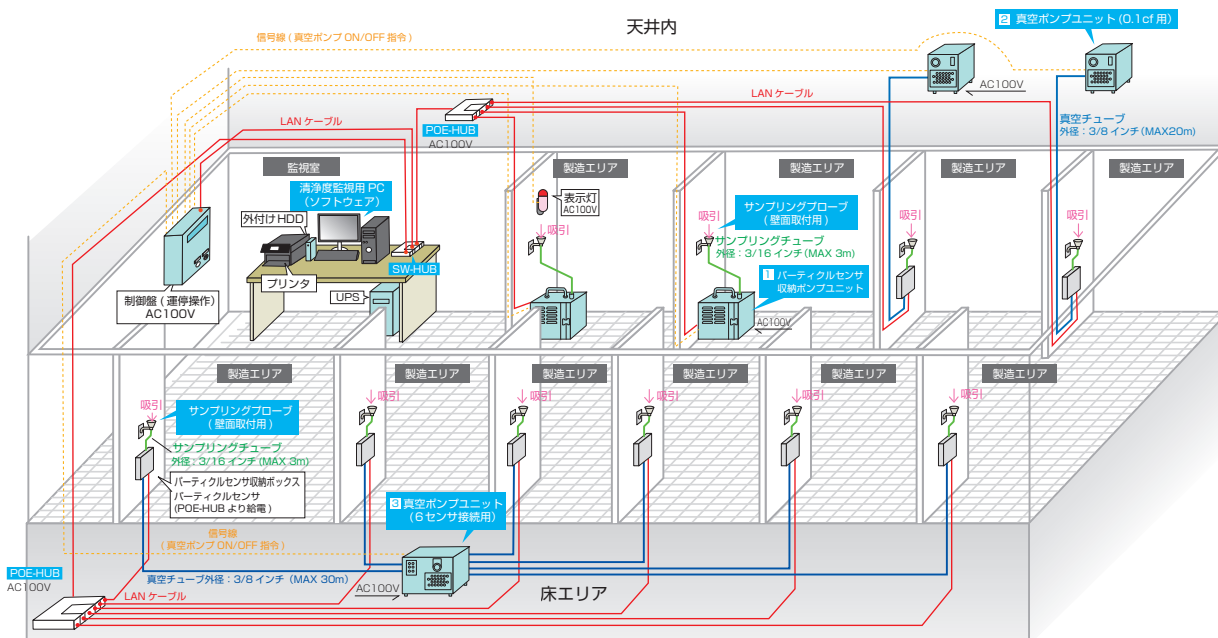 天井内
信号線 ( 真空ポンプ ON/OFF 指令)
2 真空ポンプユニット (0.1cf 用)
AC100V
LAN ケーブル
真空チューブ
外径：3/8 インチ (MAX20m)
LAN ケーブル
POE-HUB
AC100V
監視室
製造エリア
製造エリア
製造エリア
製造エリア
清浄度監視用 PC
(ソフトウェア)
外付け HDD
プリンタ
SW-HUB
UPS
制御盤 ( 運停操作)
AC100V
表示灯
AC100V
吸引
吸引
吸引
吸引
サンプリングプローブ
( 壁面取付用 )
サンプリングチューブ
外径：3/16 インチ (MAX 3m)
1 パーティクルセンサ
収納ポンプユニット
AC100V
製造エリア
製造エリア
製造エリア
製造エリア
製造エリア
製造エリア
吸引
吸引
吸引
吸引
吸引
吸引
サンプリングプローブ
( 壁面取付用 )
サンプリングチューブ
外径：3/16 インチ (MAX 3m)
パーティクルセンサ収納ボックス
パーティクルセンサ
(POE-HUB より給電 )
3 真空ポンプユニット
(6 センサ接続用)
信号線
( 真空ポンプ ON/OFF 指令 )
POE-HUB
AC100V
真空チューブ外径：3/8 インチ (MAX 30m)
AC100V
LAN ケーブル
床エリア